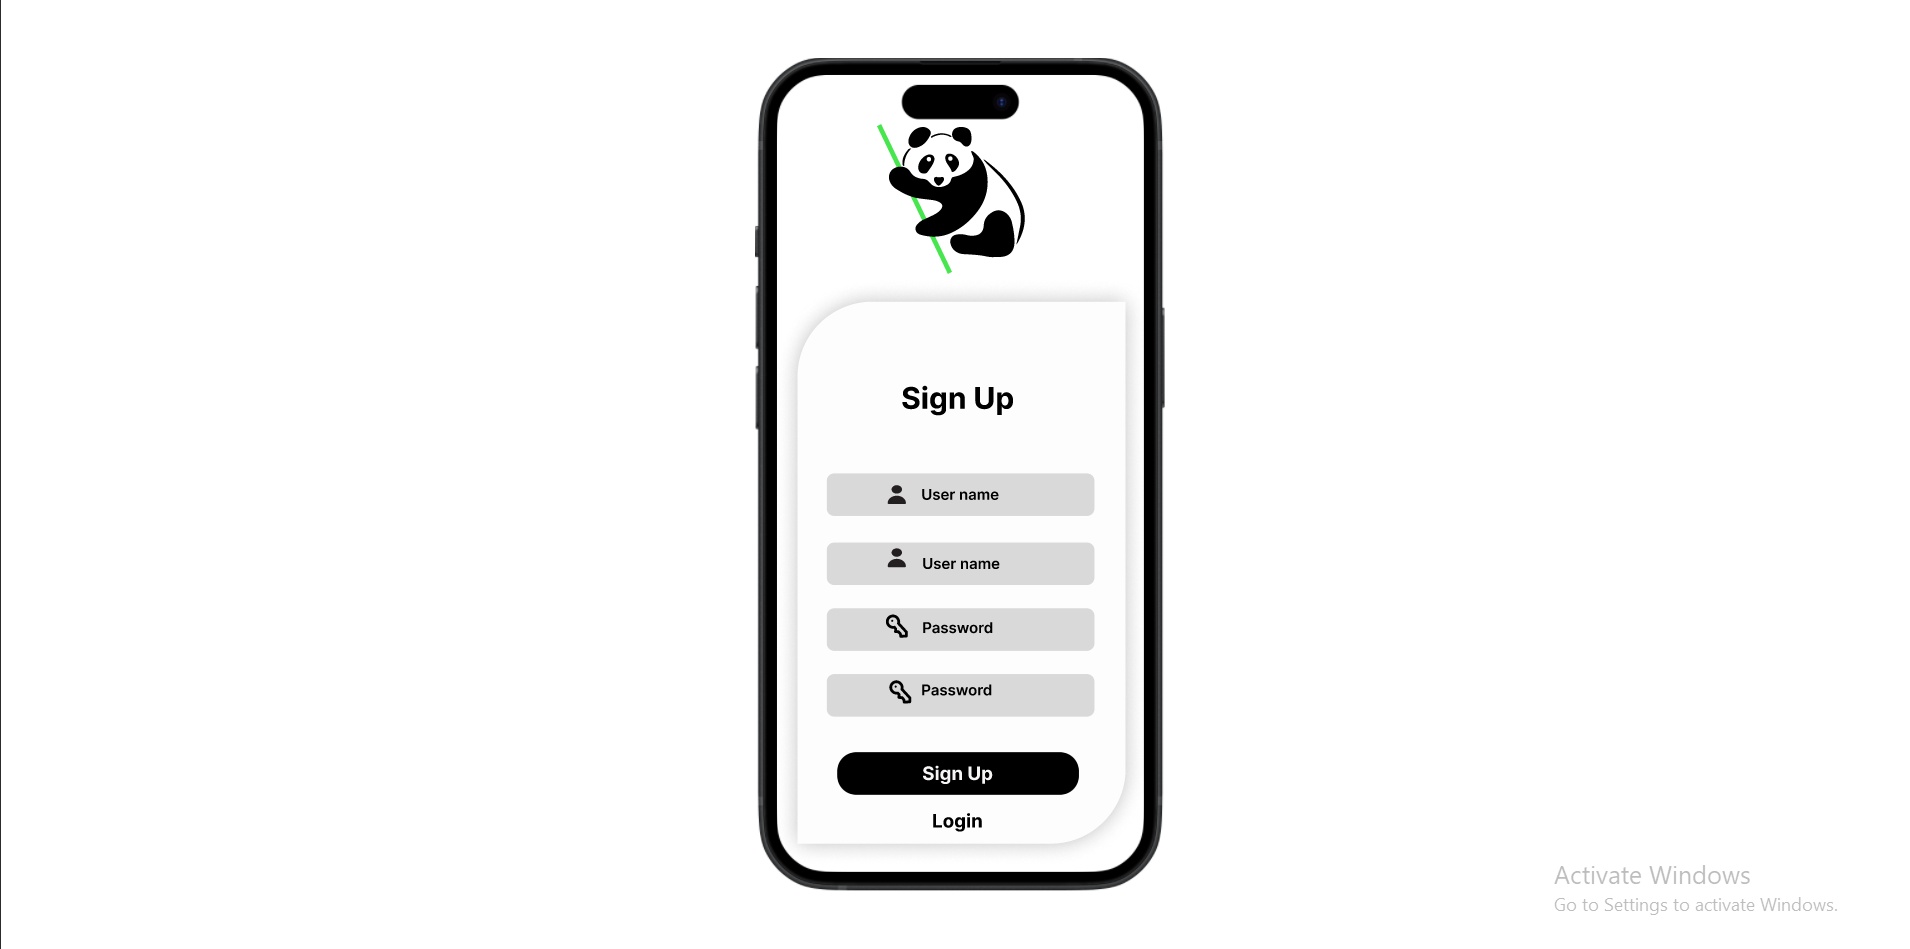 Sign Up
User name
User name
Password
Password
Sign Up
Login
Activate Windows
Go to Settings to activate Windows.